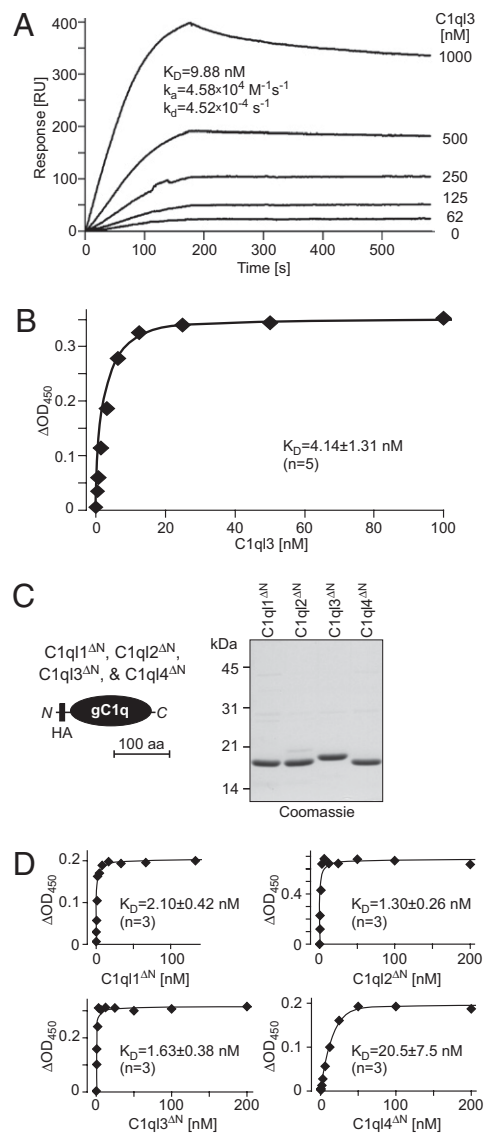 A
C1ql3
[nM]
400
300
200
100
0
Response [RU]
K_D=9.88 nM
k_a=4.58×10⁴ M⁻¹s⁻¹
k_d=4.52×10⁻⁴ s⁻¹
1000
500
250
125
62
0
0 100 200 300 400 500
Time [s]
B
0.3
0.2
0.1
0
ΔOD₄₅₀
K_D=4.14±1.31 nM
(n=5)
0 20 40 60 80 100
C1ql3 [nM]
C
C1ql1^ΔN, C1ql2^ΔN,
C1ql3^ΔN, & C1ql4^ΔN
N gC1q C
HA
100 aa
C1ql1^ΔN
C1ql2^ΔN
C1ql3^ΔN
C1ql4^ΔN
kDa
45
31
21
14
Coomassie
D
0.2
0.1
0
ΔOD₄₅₀
K_D=2.10±0.42 nM
(n=3)
0 50 100
C1ql1^ΔN [nM]
0.4
0
ΔOD₄₅₀
K_D=1.30±0.26 nM
(n=3)
0 100 200
C1ql2^ΔN [nM]
0.2
0
ΔOD₄₅₀
K_D=1.63±0.38 nM
(n=3)
0 100 200
C1ql3^ΔN [nM]
0.2
0.1
0
ΔOD₄₅₀
K_D=20.5±7.5 nM
(n=3)
0 100 200
C1ql4^ΔN [nM]